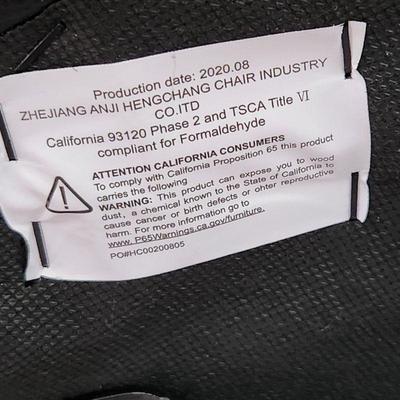 Production date: 2020.08
ZHEJIANG ANJI HENGCHANG CHAIR INDUSTRY
CO.lTD
California 93120 Phase 2 and TSCA Title Ⅵ
compliant for Formaldehyde
ATTENTION CALIFORNIA CONSUMERS
To comply with California Proposition 65 this product
carries the following
WARNING: This product can expose you to wood
dust, a chemical known to the State of California to
cause cancer or birth defects or ohter reproductive
harm. For more information go to
www. P65Warnings.ca.gov/furniture.
PO#HC00200805